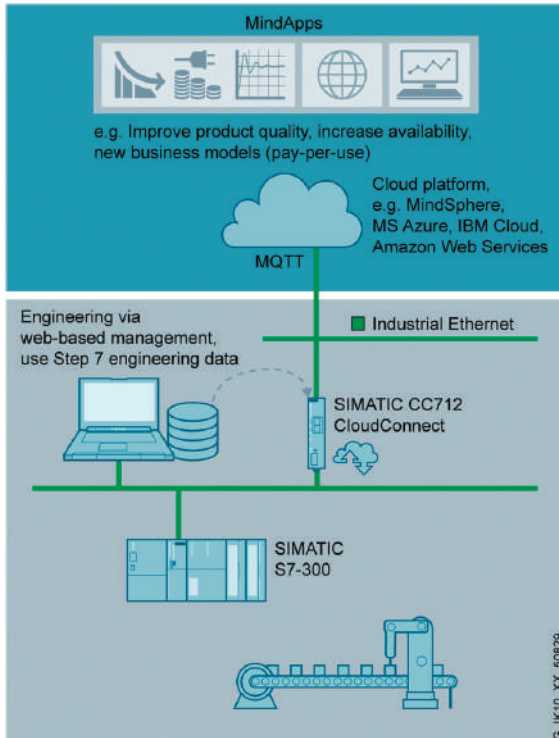 MindApps
e.g. Improve product quality, increase availability,
new business models (pay-per-use)
Cloud platform,
e.g. MindSphere,
MS Azure, IBM Cloud,
Amazon Web Services
MQTT
Engineering via
web-based management,
use Step 7 engineering data
Industrial Ethernet
SIMATIC CC712
CloudConnect
SIMATIC
S7-300